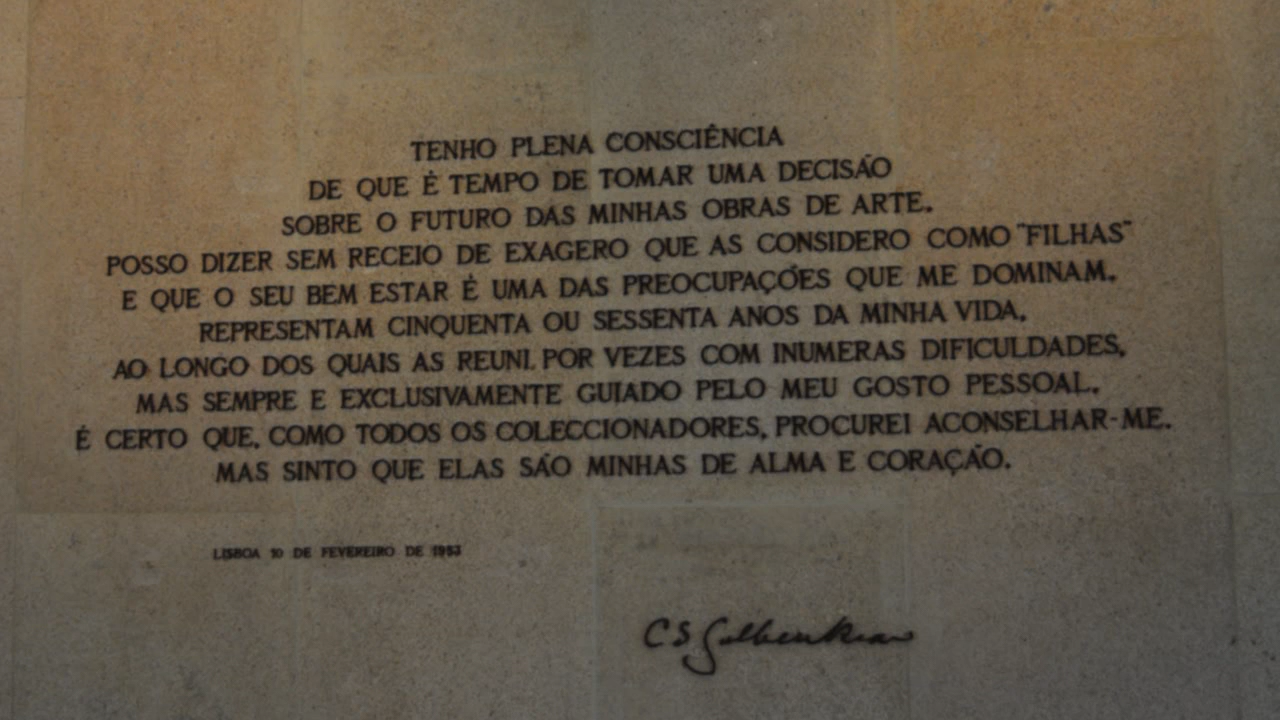 TENHO PLENA CONSCIÊNCIA
DE QUE É TEMPO DE TOMAR UMA DECISÃO
SOBRE O FUTURO DAS MINHAS OBRAS DE ARTE.
POSSO DIZER SEM RECEIO DE EXAGERO QUE AS CONSIDERO COMO "FILHAS"
E QUE O SEU BEM ESTAR É UMA DAS PREOCUPAÇÕES QUE ME DOMINAM.
REPRESENTAM CINQUENTA OU SESSENTA ANOS DA MINHA VIDA,
AO LONGO DOS QUAIS AS REUNI, POR VEZES COM INUMERAS DIFICULDADES,
MAS SEMPRE E EXCLUSIVAMENTE GUIADO PELO MEU GOSTO PESSOAL.
É CERTO QUE, COMO TODOS OS COLECCIONADORES, PROCUREI ACONSELHAR-ME.
MAS SINTO QUE ELAS SÃO MINHAS DE ALMA E CORAÇÃO.
LISBOA 10 DE FEVEREIRO DE 1953
C S Gulbenkian